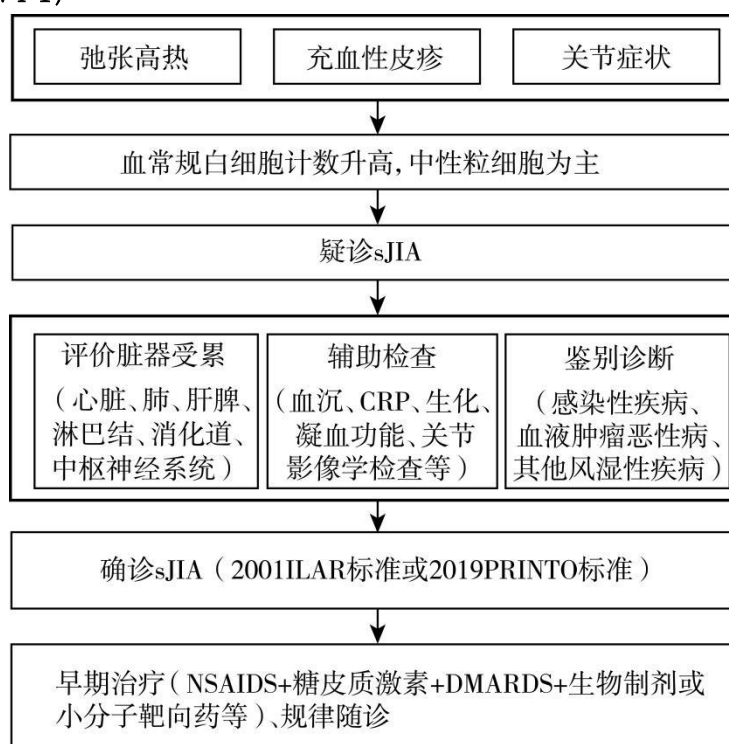 弛张高热
充血性皮疹
关节症状
血常规白细胞计数升高,中性粒细胞为主
疑诊sJIA
评价脏器受累
(心脏、肺、肝脾、
淋巴结、消化道、
中枢神经系统)
辅助检查
(血沉、CRP、生化、
凝血功能、关节
影像学检查等)
鉴别诊断
(感染性疾病、
血液肿瘤恶性病、
其他风湿性疾病)
确诊sJIA(2001ILAR标准或2019PRINTO标准)
早期治疗(NSAIDS+糖皮质激素+DMARDS+生物制剂或
小分子靶向药等)、规律随诊